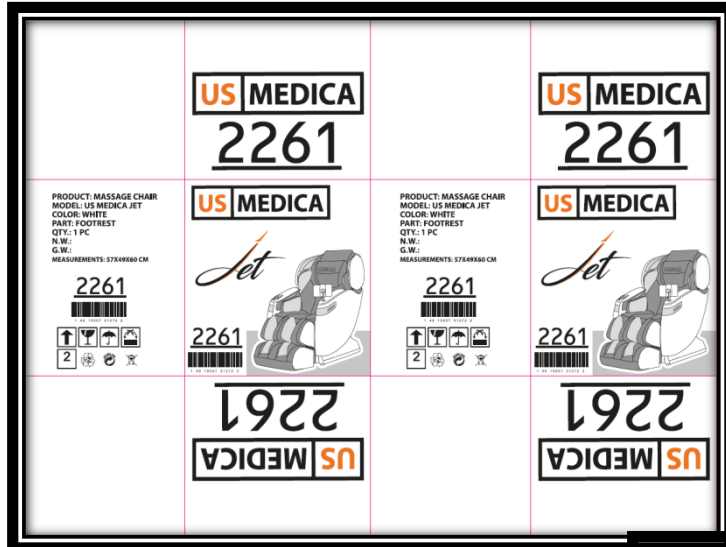 US MEDICA
2261
US MEDICA
2261
PRODUCT: MASSAGE CHAIR
MODEL: US MEDICA JET
COLOR: WHITE
PART: FOOTREST
QTY.: 1 PC
N.W.:
G.W.:
MEASUREMENTS: 57X49X60 CM
2261
2
US MEDICA
Jet
2261
PRODUCT: MASSAGE CHAIR
MODEL: US MEDICA JET
COLOR: WHITE
PART: FOOTREST
QTY.: 1 PC
N.W.:
G.W.:
MEASUREMENTS: 57X49X60 CM
2261
2
US MEDICA
Jet
2261
2261
US MEDICA
2261
US MEDICA